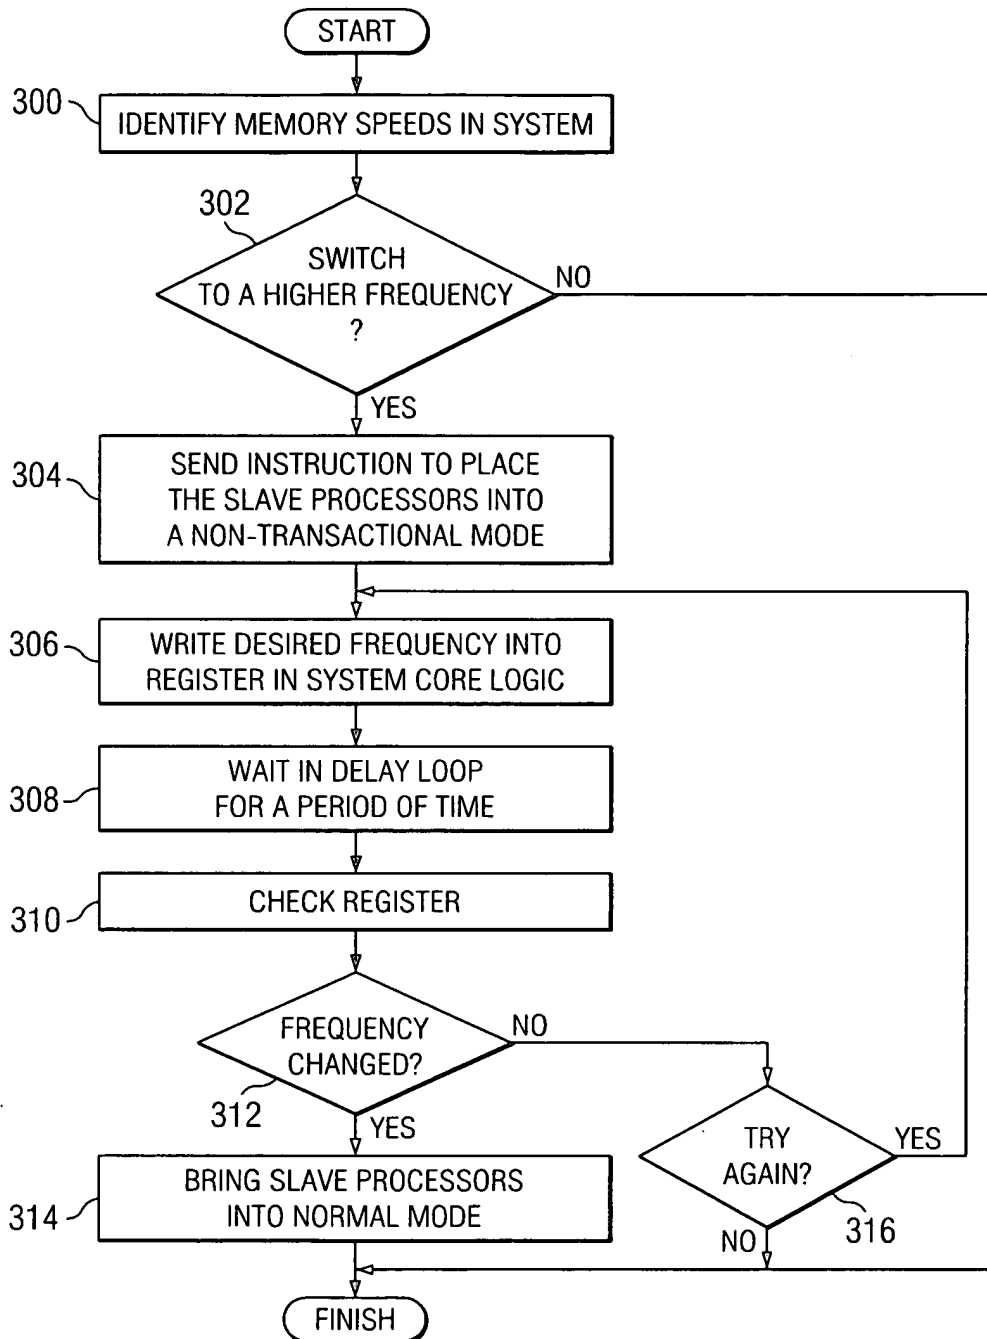 START
300
IDENTIFY MEMORY SPEEDS IN SYSTEM
302
SWITCH
TO A HIGHER FREQUENCY
?
NO
YES
304
SEND INSTRUCTION TO PLACE
THE SLAVE PROCESSORS INTO
A NON-TRANSACTIONAL MODE
306
WRITE DESIRED FREQUENCY INTO
REGISTER IN SYSTEM CORE LOGIC
308
WAIT IN DELAY LOOP
FOR A PERIOD OF TIME
310
CHECK REGISTER
FREQUENCY
CHANGED?
NO
312
YES
TRY
AGAIN?
YES
316
NO
314
BRING SLAVE PROCESSORS
INTO NORMAL MODE
FINISH